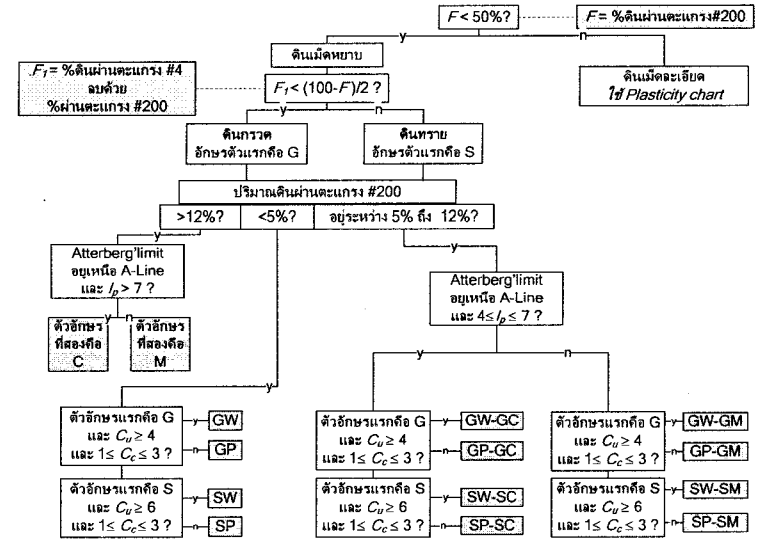 F < 50%?
F = %ดินผ่านตะแกรง#200
y
n
ดินเม็ดหยาบ
F1 = %ดินผ่านตะแกรง #4
ลบด้วย
%ผ่านตะแกรง #200
F1 < (100-F)/2 ?
ดินเม็ดละเอียด
ใช้ Plasticity chart
y
n
ดินกรวด
อักษรตัวแรกคือ G
ดินทราย
อักษรตัวแรกคือ S
ปริมาณดินผ่านตะแกรง #200
>12%?
<5%?
อยู่ระหว่าง 5% ถึง 12%?
y
y
Atterberg'limit
อยู่เหนือ A-Line
และ Ip > 7 ?
Atterberg'limit
อยู่เหนือ A-Line
และ 4≤ Ip ≤ 7 ?
y
n
ตัวอักษร
ที่สองคือ
C
ตัวอักษร
ที่สองคือ
M
y
n
y
ตัวอักษรแรกคือ G
และ Cu ≥ 4
และ 1≤ Cc ≤ 3 ?
y
GW
n
GP
ตัวอักษรแรกคือ S
และ Cu ≥ 6
และ 1≤ Cc ≤ 3 ?
y
SW
n
SP
ตัวอักษรแรกคือ G
และ Cu ≥ 4
และ 1≤ Cc ≤ 3 ?
y
GW-GC
n
GP-GC
ตัวอักษรแรกคือ S
และ Cu ≥ 6
และ 1≤ Cc ≤ 3 ?
y
SW-SC
n
SP-SC
ตัวอักษรแรกคือ G
และ Cu ≥ 4
และ 1≤ Cc ≤ 3 ?
y
GW-GM
n
GP-GM
ตัวอักษรแรกคือ S
และ Cu ≥ 6
และ 1≤ Cc ≤ 3 ?
y
SW-SM
n
SP-SM